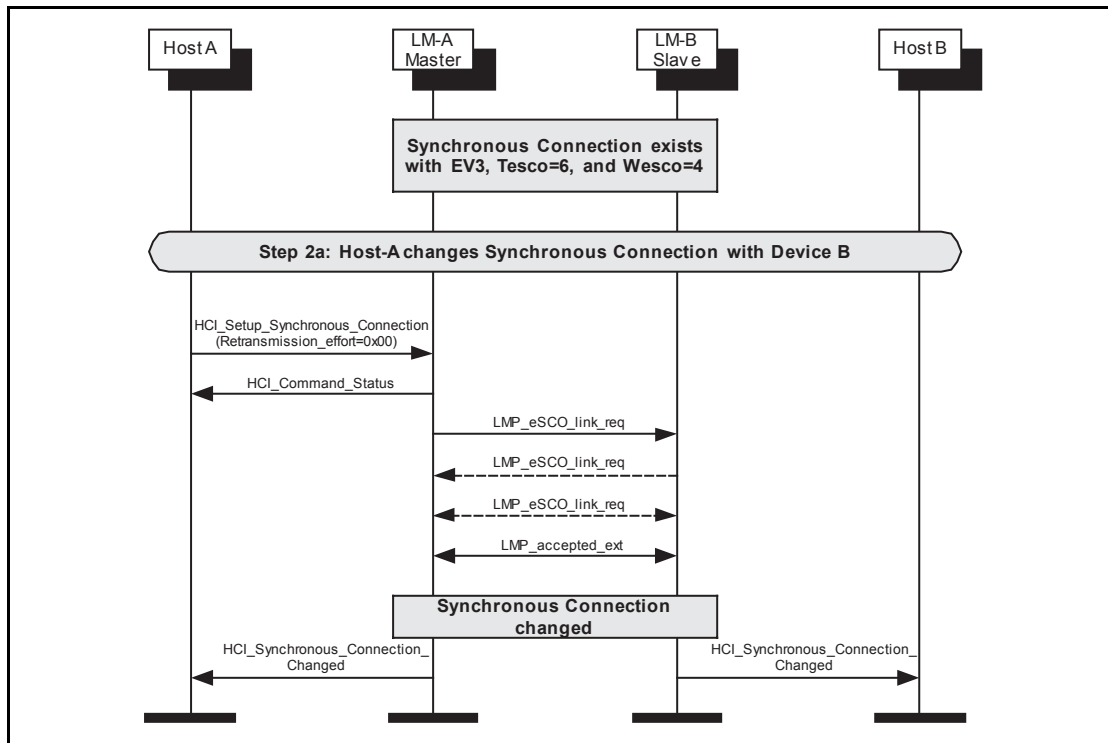 Host A
LM-A
Master
LM-B
Slave
Host B
Synchronous Connection exists
with EV3, Tesco=6, and Wesco=4
Step 2a: Host-A changes Synchronous Connection with Device B
HCI_Setup_Synchronous_Connection
(Retransmission_effort=0x00)
HCI_Command_Status
LMP_eSCO_link_req
LMP_eSCO_link_req
LMP_eSCO_link_req
LMP_accepted_ext
Synchronous Connection
changed
HCI_Synchronous_Connection_
Changed
HCI_Synchronous_Connection_
Changed